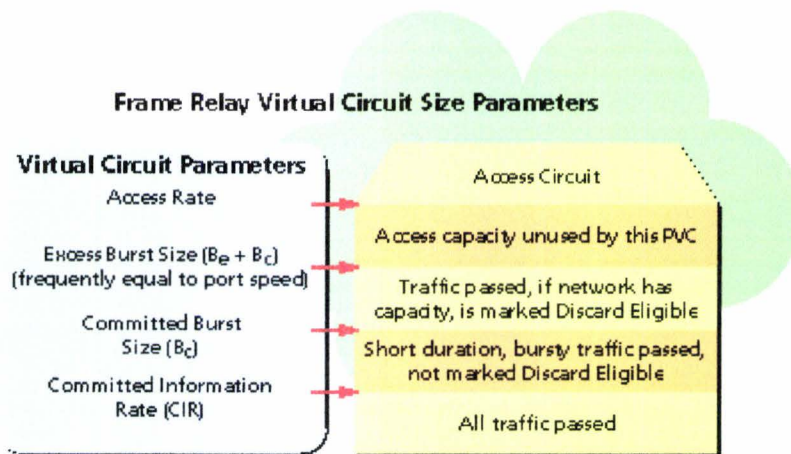 Frame Relay Virtual Circuit Size Parameters
Virtual Circuit Parameters
Access Rate
Excess Burst Size (Be + Bc)
(frequently equal to port speed)
Committed Burst
Size (Bc)
Committed Information
Rate (CIR)
Access Circuit
Access capacity unused by this PVC
Traffic passed, if network has
capacity, is marked Discard Eligible
Short duration, bursty traffic passed,
not marked Discard Eligible
All traffic passed